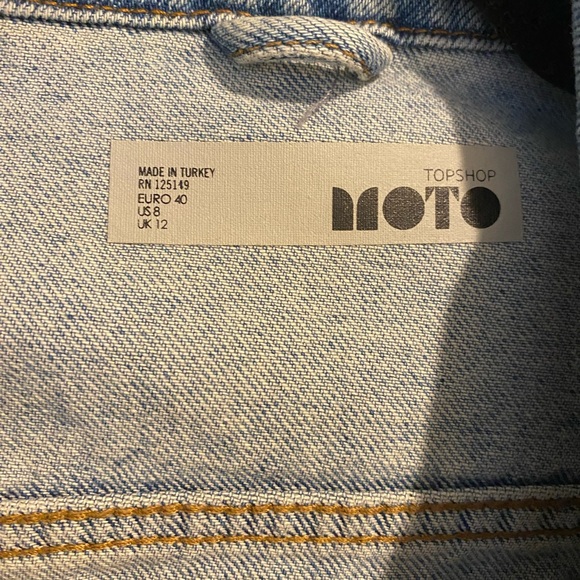 MADE IN TURKEY
RN 125149
EURO 40
US 8
UK 12
TOPSHOP
MOTO